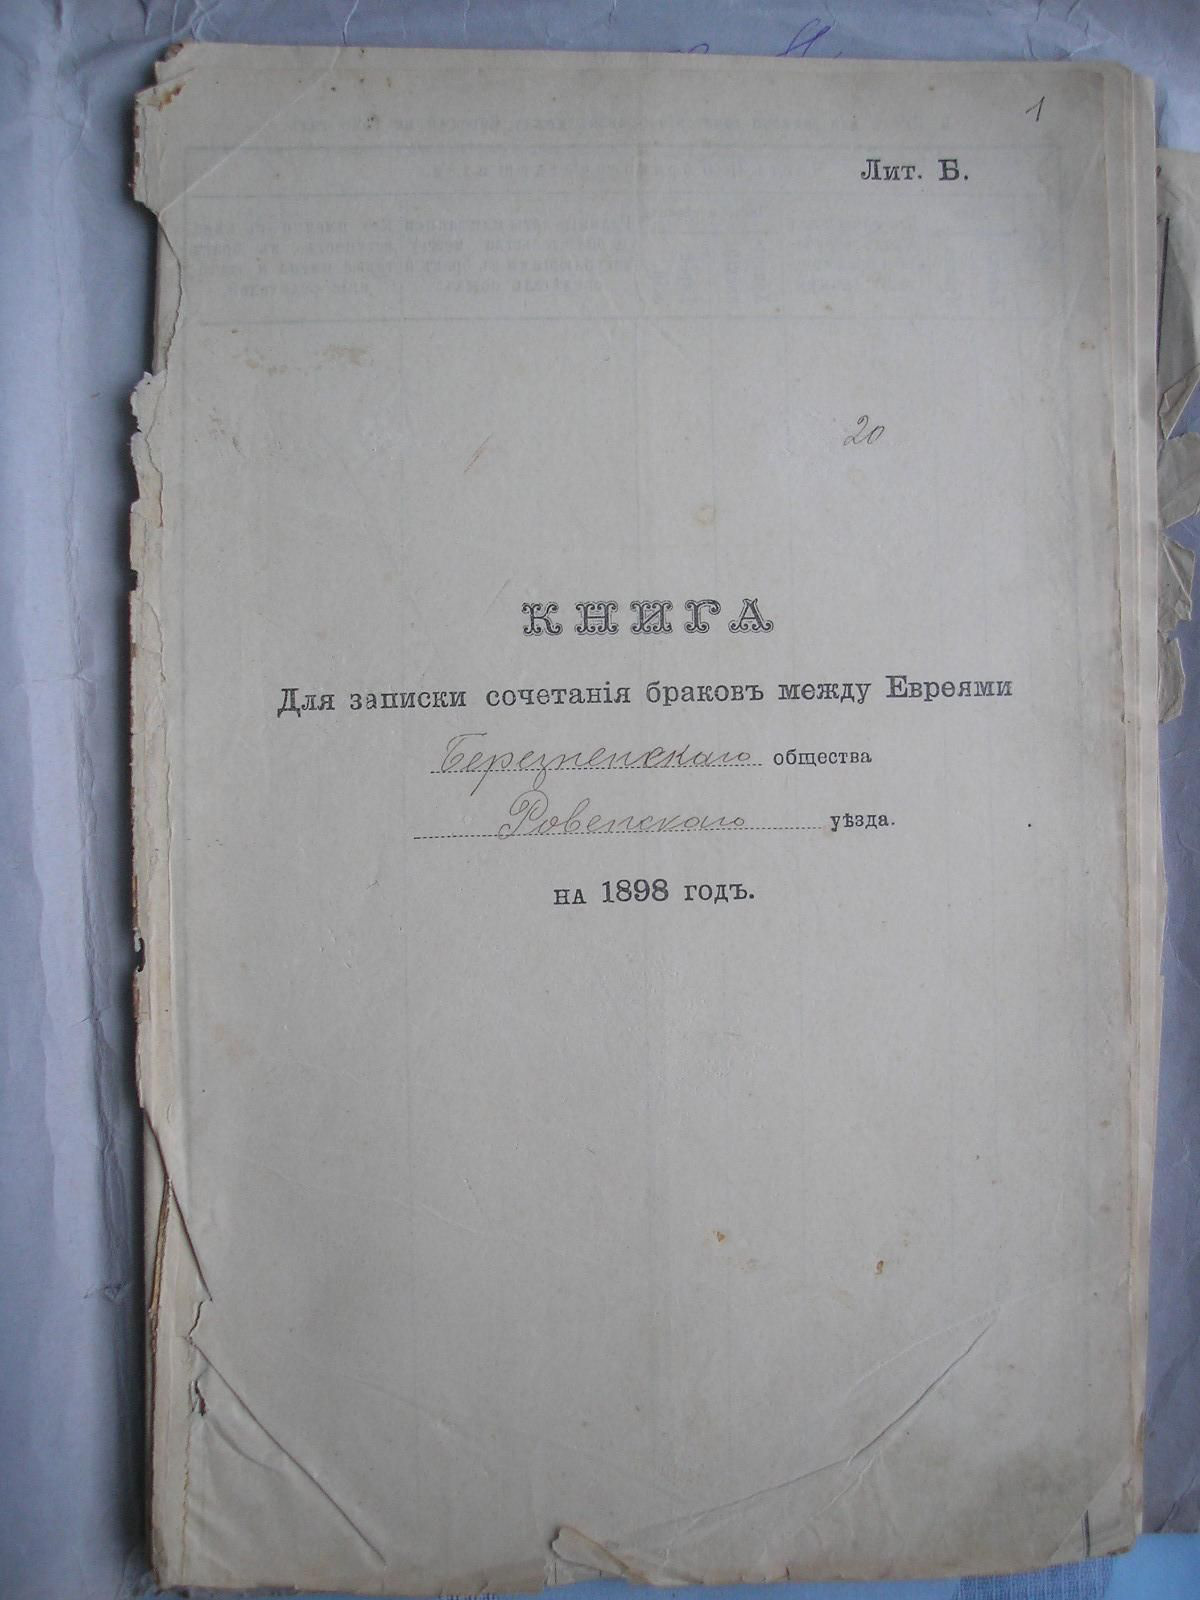 1
Лит. Б.
20
КНИГА
Для записки сочетанія браковъ между Евреями
Березненскаго общества
Ровенскаго уѣзда.
на 1898 годъ.